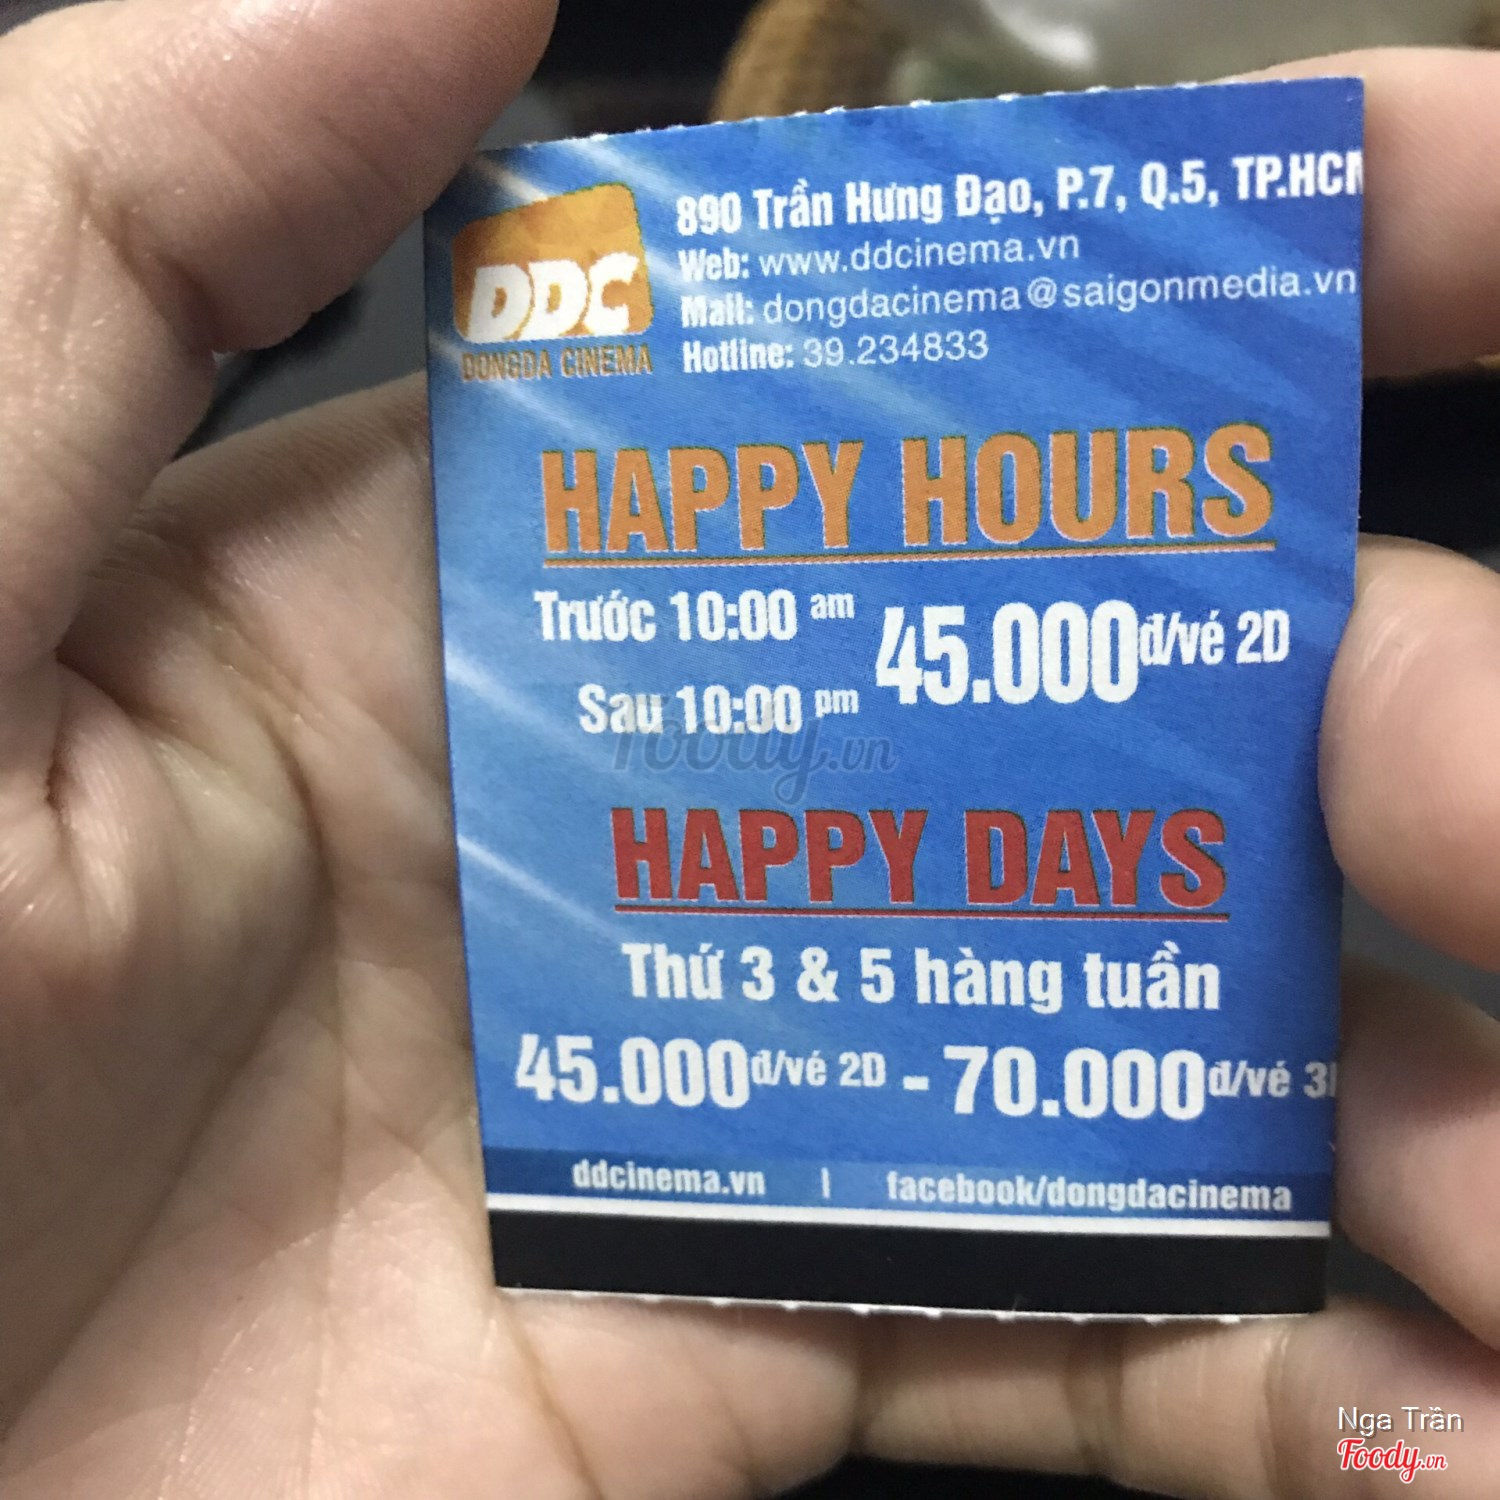 DDC
DONGDA CINEMA
890 Trần Hưng Đạo, P.7, Q.5, TP.HCM
Web: www.ddcinema.vn
Mail: dongdacinema@saigonmedia.vn
Hotline: 39.234833
HAPPY HOURS
Trước 10:00 am
45.000đ/vé 2D
Sau 10:00 pm
foody.vn
HAPPY DAYS
Thứ 3 & 5 hàng tuần
45.000đ/vé 2D - 70.000đ/vé 3
ddcinema.vn | facebook/dongdacinema
Nga Trần
Foody.vn